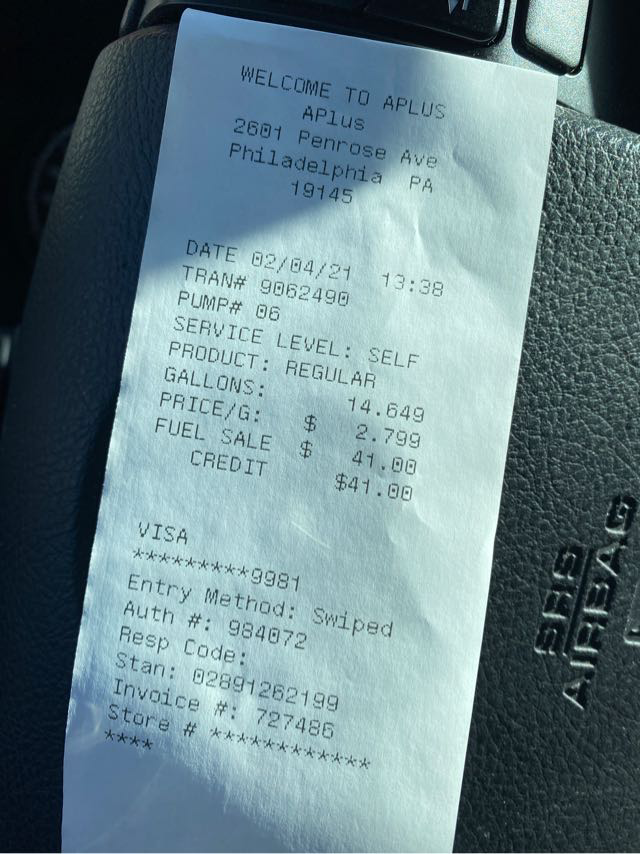 WELCOME TO APLUS
APlus
2601 Penrose Ave
Philadelphia PA
19145
DATE 02/04/21 13:38
TRAN# 9062490
PUMP# 06
SERVICE LEVEL: SELF
PRODUCT: REGULAR
GALLONS: 14.649
PRICE/G: $ 2.799
FUEL SALE $ 41.00
CREDIT $41.00
VISA
*********9981
Entry Method: Swiped
Auth #: 984072
Resp Code:
Stan: 02891262199
Invoice #: 727486
Store # ************
****
SRS
AIRBAG